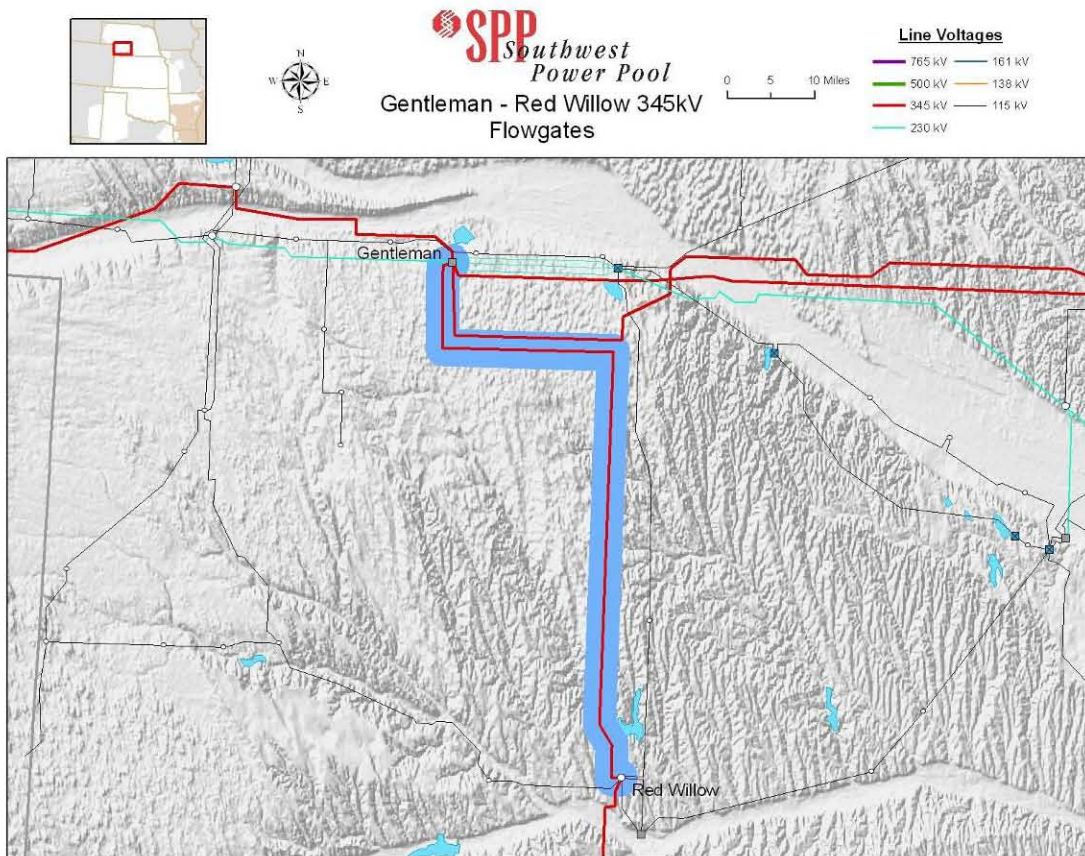 N
W E
S
SPP
Southwest
Power Pool
Gentleman - Red Willow 345kV
Flowgates
0 5 10 Miles
Line Voltages
765 kV 161 kV
500 kV 138 kV
345 kV 115 kV
230 kV
Gentleman
Red Willow